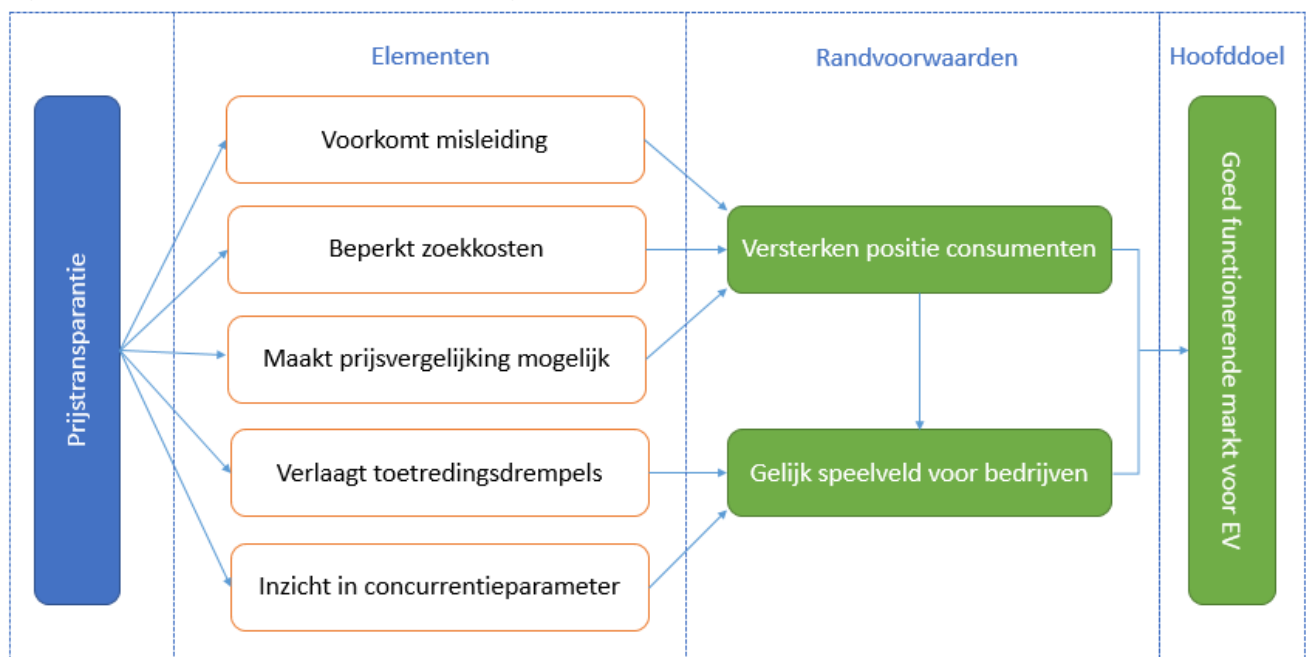 Elementen
Randvoorwaarden
Hoofddoel
Prijstransparantie
Voorkomt misleiding
Beperkt zoekkosten
Maakt prijsvergelijking mogelijk
Verlaagt toetredingsdrempels
Inzicht in concurrentieparameter
Versterken positie consumenten
Gelijk speelveld voor bedrijven
Goed functionerende markt voor EV